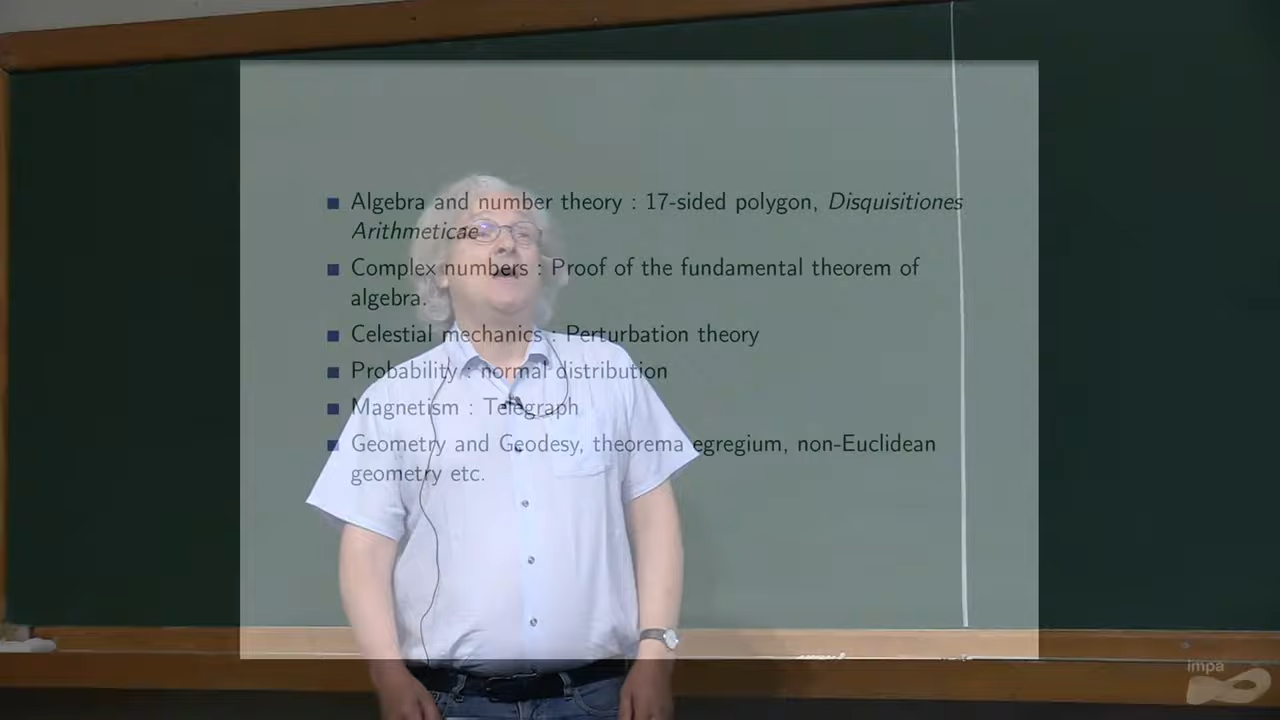 Algebra and number theory : 17-sided polygon, Disquisitiones
Arithmeticae
Complex numbers : Proof of the fundamental theorem of
algebra.
Celestial mechanics : Perturbation theory
Probability : normal distribution
Magnetism : Telegraph
Geometry and Geodesy, theorema egregium, non-Euclidean
geometry etc.
impa